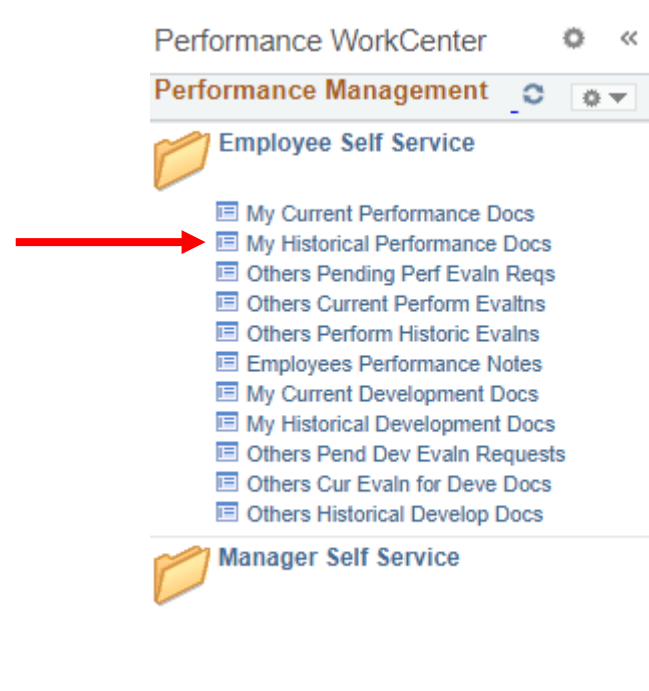 Performance WorkCenter
Performance Management
Employee Self Service
My Current Performance Docs
My Historical Performance Docs
Others Pending Perf Evaln Reqs
Others Current Perform Evaltns
Others Perform Historic Evalns
Employees Performance Notes
My Current Development Docs
My Historical Development Docs
Others Pend Dev Evaln Requests
Others Cur Evaln for Deve Docs
Others Historical Develop Docs
Manager Self Service